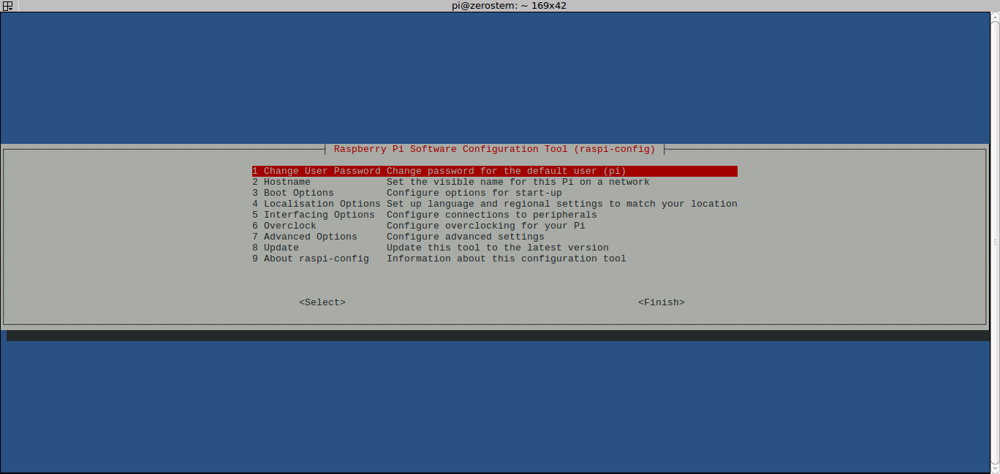 pi@zerostem: ~ 169x42
Raspberry Pi Software Configuration Tool (raspi-config)
1 Change User Password Change password for the default user (pi)
2 Hostname Set the visible name for this Pi on a network
3 Boot Options Configure options for start-up
4 Localisation Options Set up language and regional settings to match your location
5 Interfacing Options Configure connections to peripherals
6 Overclock Configure overclocking for your Pi
7 Advanced Options Configure advanced settings
8 Update Update this tool to the latest version
9 About raspi-config Information about this configuration tool
<Select> <Finish>